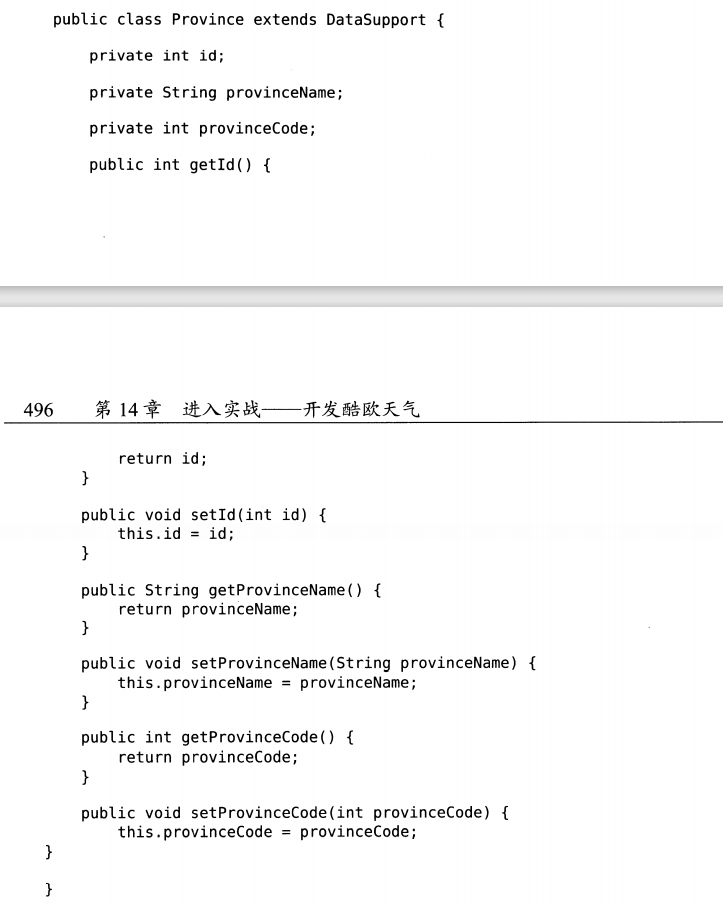 public class Province extends DataSupport {
private int id;
private String provinceName;
private int provinceCode;
public int getId() {
496 第 14 章 进入实战——开发酷欧天气
return id;
}
public void setId(int id) {
this.id = id;
}
public String getProvinceName() {
return provinceName;
}
public void setProvinceName(String provinceName) {
this.provinceName = provinceName;
}
public int getProvinceCode() {
return provinceCode;
}
public void setProvinceCode(int provinceCode) {
this.provinceCode = provinceCode;
}
}